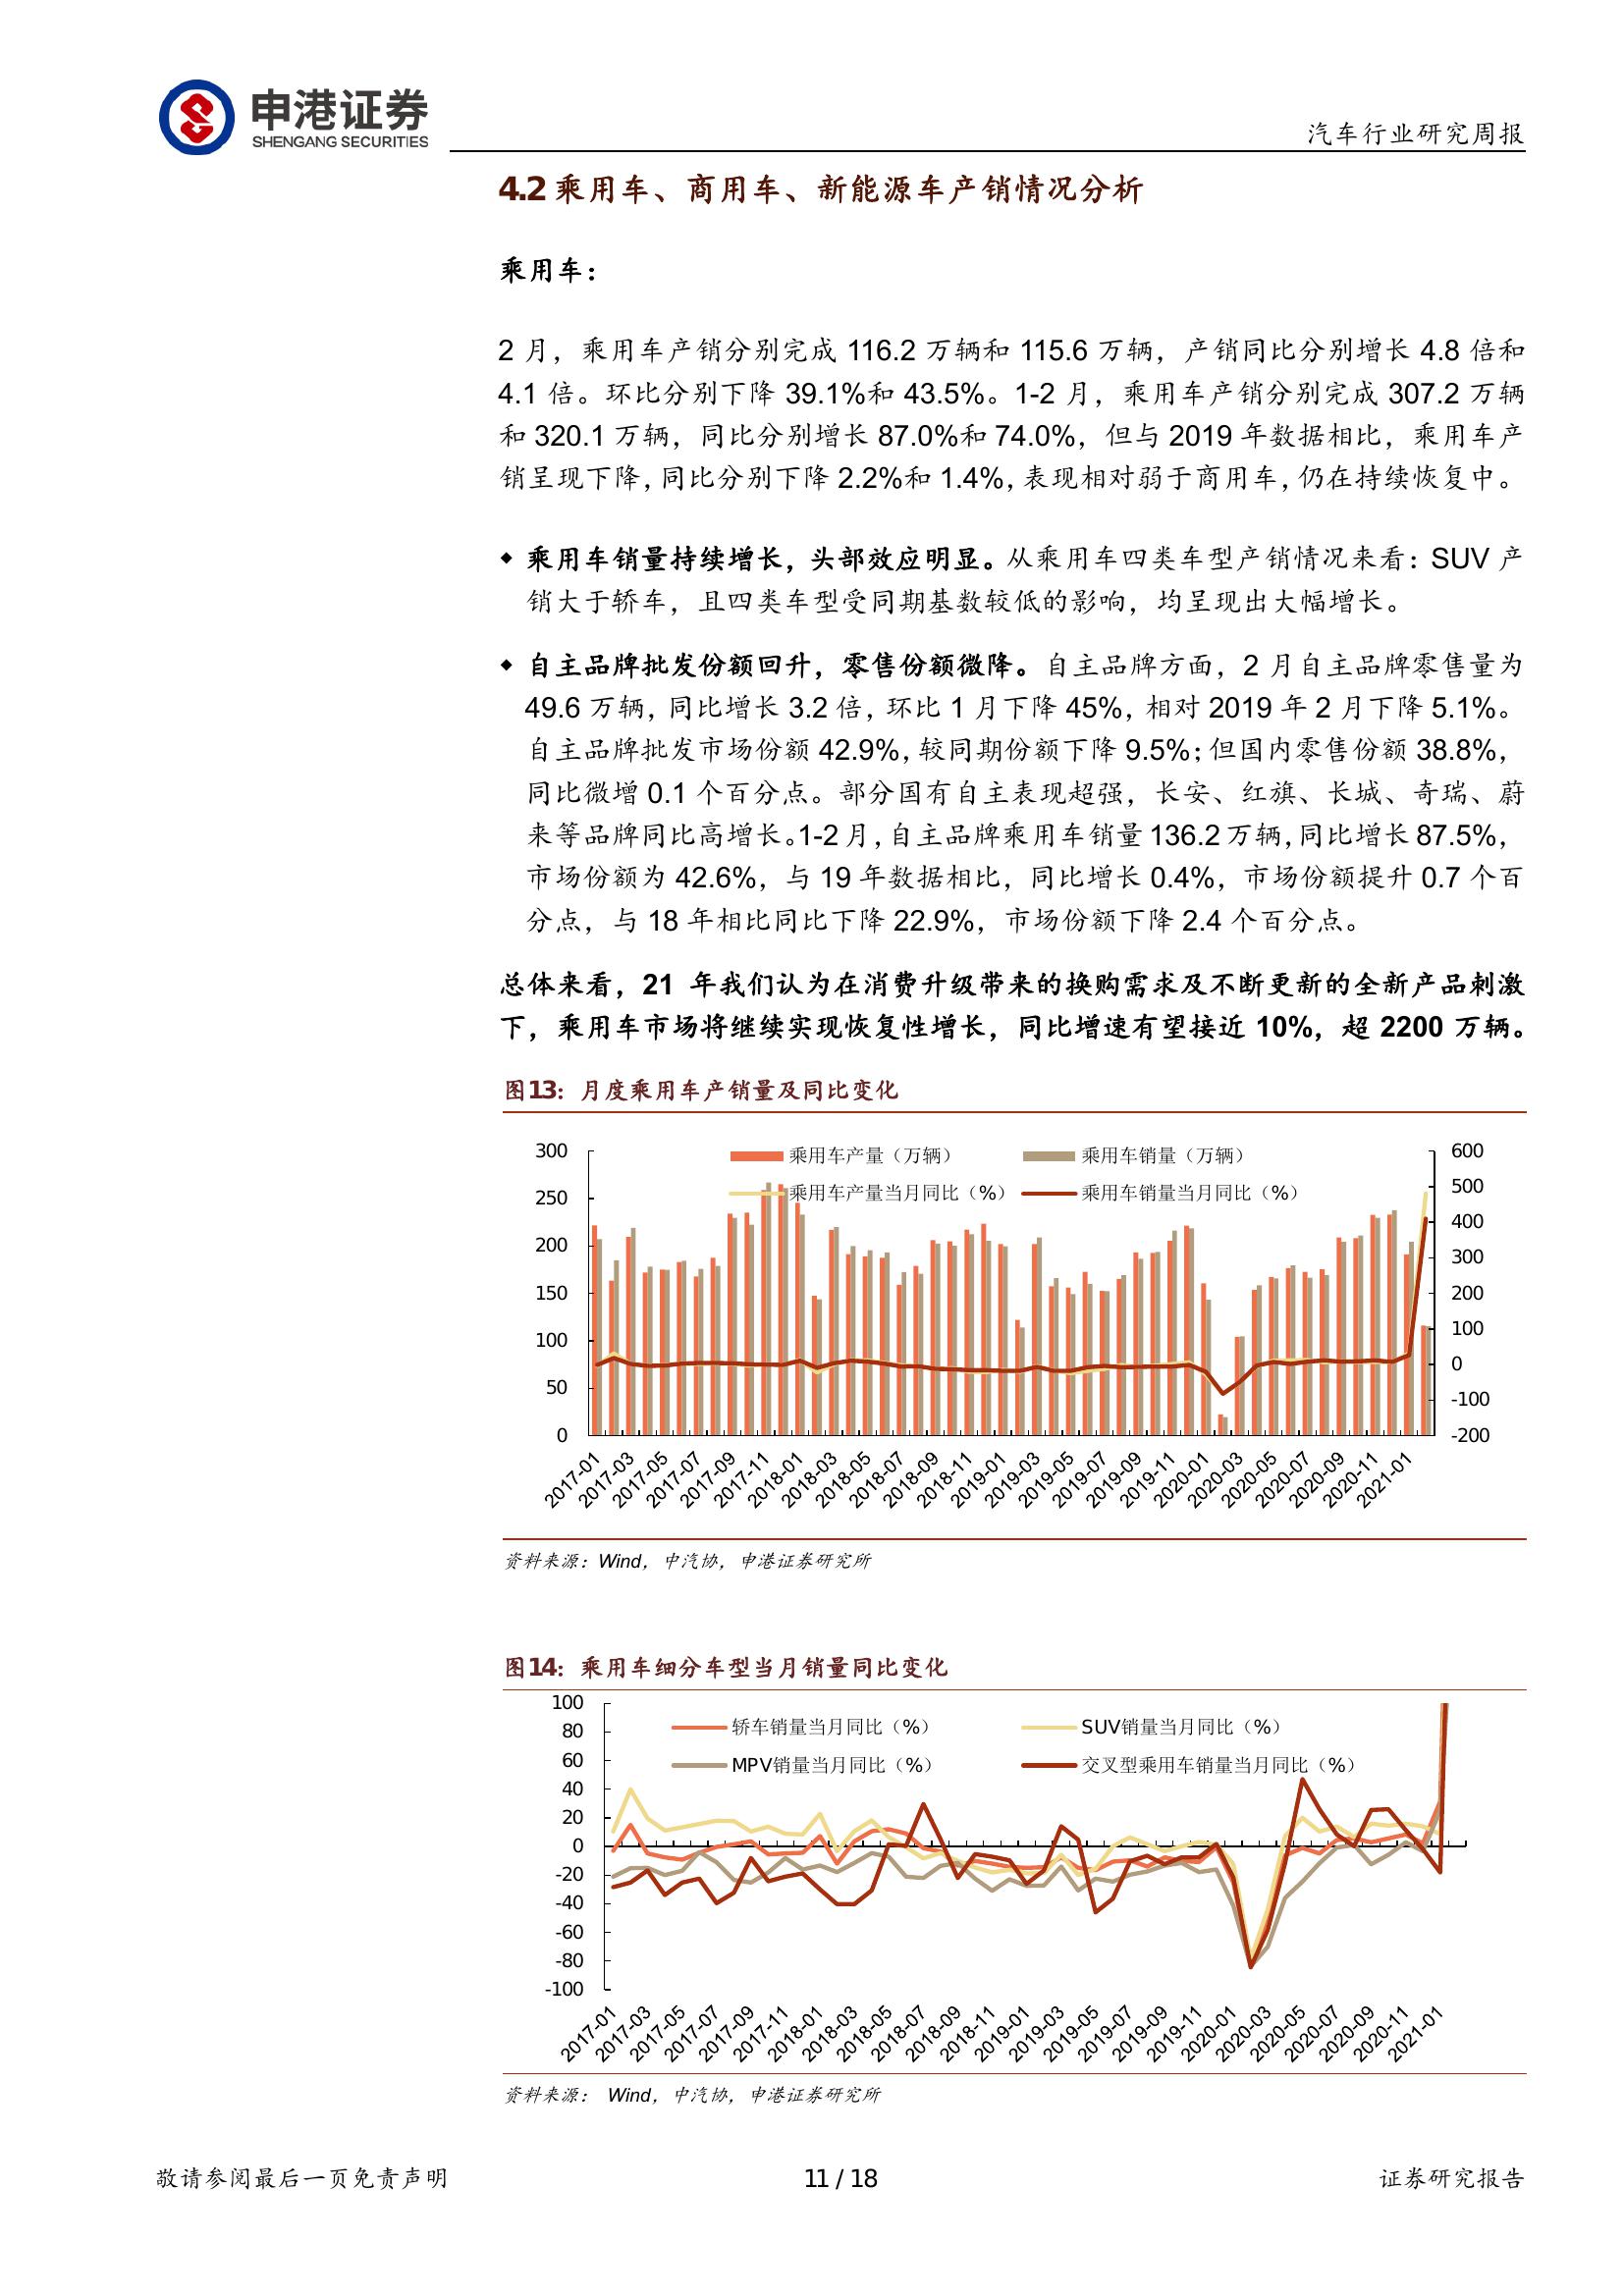 申港证券
SHENGANG SECURITIES
汽车行业研究周报
4.2 乘用车、商用车、新能源车产销情况分析
乘用车：
2 月，乘用车产销分别完成 116.2 万辆和 115.6 万辆，产销同比分别增长 4.8 倍和
4.1 倍。环比分别下降 39.1%和 43.5%。1-2 月，乘用车产销分别完成 307.2 万辆
和 320.1 万辆，同比分别增长 87.0%和 74.0%，但与 2019 年数据相比，乘用车产
销呈现下降，同比分别下降 2.2%和 1.4%，表现相对弱于商用车，仍在持续恢复中。
◆ 乘用车销量持续增长，头部效应明显。从乘用车四类车型产销情况来看：SUV 产
销大于轿车，且四类车型受同期基数较低的影响，均呈现出大幅增长。
◆ 自主品牌批发份额回升，零售份额微降。自主品牌方面，2 月自主品牌零售量为
49.6 万辆，同比增长 3.2 倍，环比 1 月下降 45%，相对 2019 年 2 月下降 5.1%。
自主品牌批发市场份额 42.9%，较同期份额下降 9.5%；但国内零售份额 38.8%，
同比微增 0.1 个百分点。部分国有自主表现超强，长安、红旗、长城、奇瑞、蔚
来等品牌同比高增长。1-2 月，自主品牌乘用车销量 136.2 万辆，同比增长 87.5%，
市场份额为 42.6%，与 19 年数据相比，同比增长 0.4%，市场份额提升 0.7 个百
分点，与 18 年相比同比下降 22.9%，市场份额下降 2.4 个百分点。
总体来看，21 年我们认为在消费升级带来的换购需求及不断更新的全新产品刺激
下，乘用车市场将继续实现恢复性增长，同比增速有望接近 10%，超 2200 万辆。
图13：月度乘用车产销量及同比变化
乘用车产量（万辆） 乘用车销量（万辆）
乘用车产量当月同比（%） 乘用车销量当月同比（%）
300 600
250 500
200 400
150 300
100 200
50 100
0 0
-100
-200
2017-01 2017-03 2017-05 2017-07 2017-09 2017-11 2018-01 2018-03 2018-05 2018-07 2018-09 2018-11 2019-01 2019-03 2019-05 2019-07 2019-09 2019-11 2020-01 2020-03 2020-05 2020-07 2020-09 2020-11 2021-01
资料来源：Wind，中汽协，申港证券研究所
图14：乘用车细分车型当月销量同比变化
轿车销量当月同比（%） SUV销量当月同比（%）
MPV销量当月同比（%） 交叉型乘用车销量当月同比（%）
100
80
60
40
20
0
-20
-40
-60
-80
-100
2017-01 2017-03 2017-05 2017-07 2017-09 2017-11 2018-01 2018-03 2018-05 2018-07 2018-09 2018-11 2019-01 2019-03 2019-05 2019-07 2019-09 2019-11 2020-01 2020-03 2020-05 2020-07 2020-09 2020-11 2021-01
资料来源： Wind，中汽协，申港证券研究所
敬请参阅最后一页免责声明 11 / 18 证券研究报告